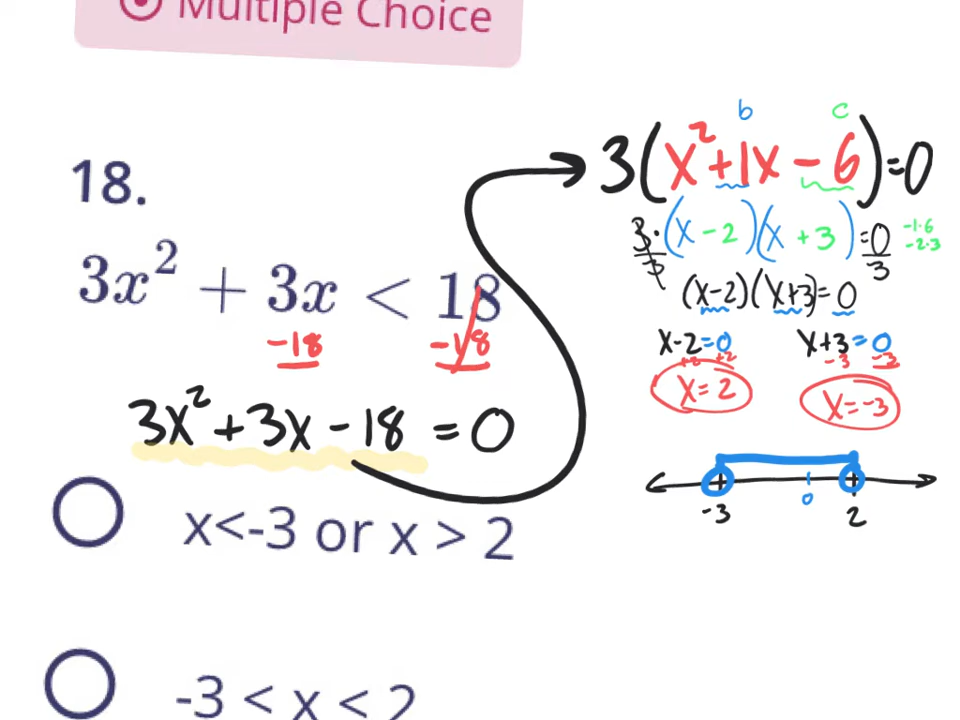 Multiple Choice
18.
3x² + 3x < 18
-18 -18
3x² + 3x - 18 = 0
x<-3 or x > 2
-3 < x < 2
b c
3(x² + 1x - 6) = 0
3·(x - 2)(x + 3) = 0 -1·6
3 3 -2·3
(x-2)(x+3) = 0
x-2=0 x+3=0
+2 +2 -3 -3
x=2 x=-3
0
-3 2